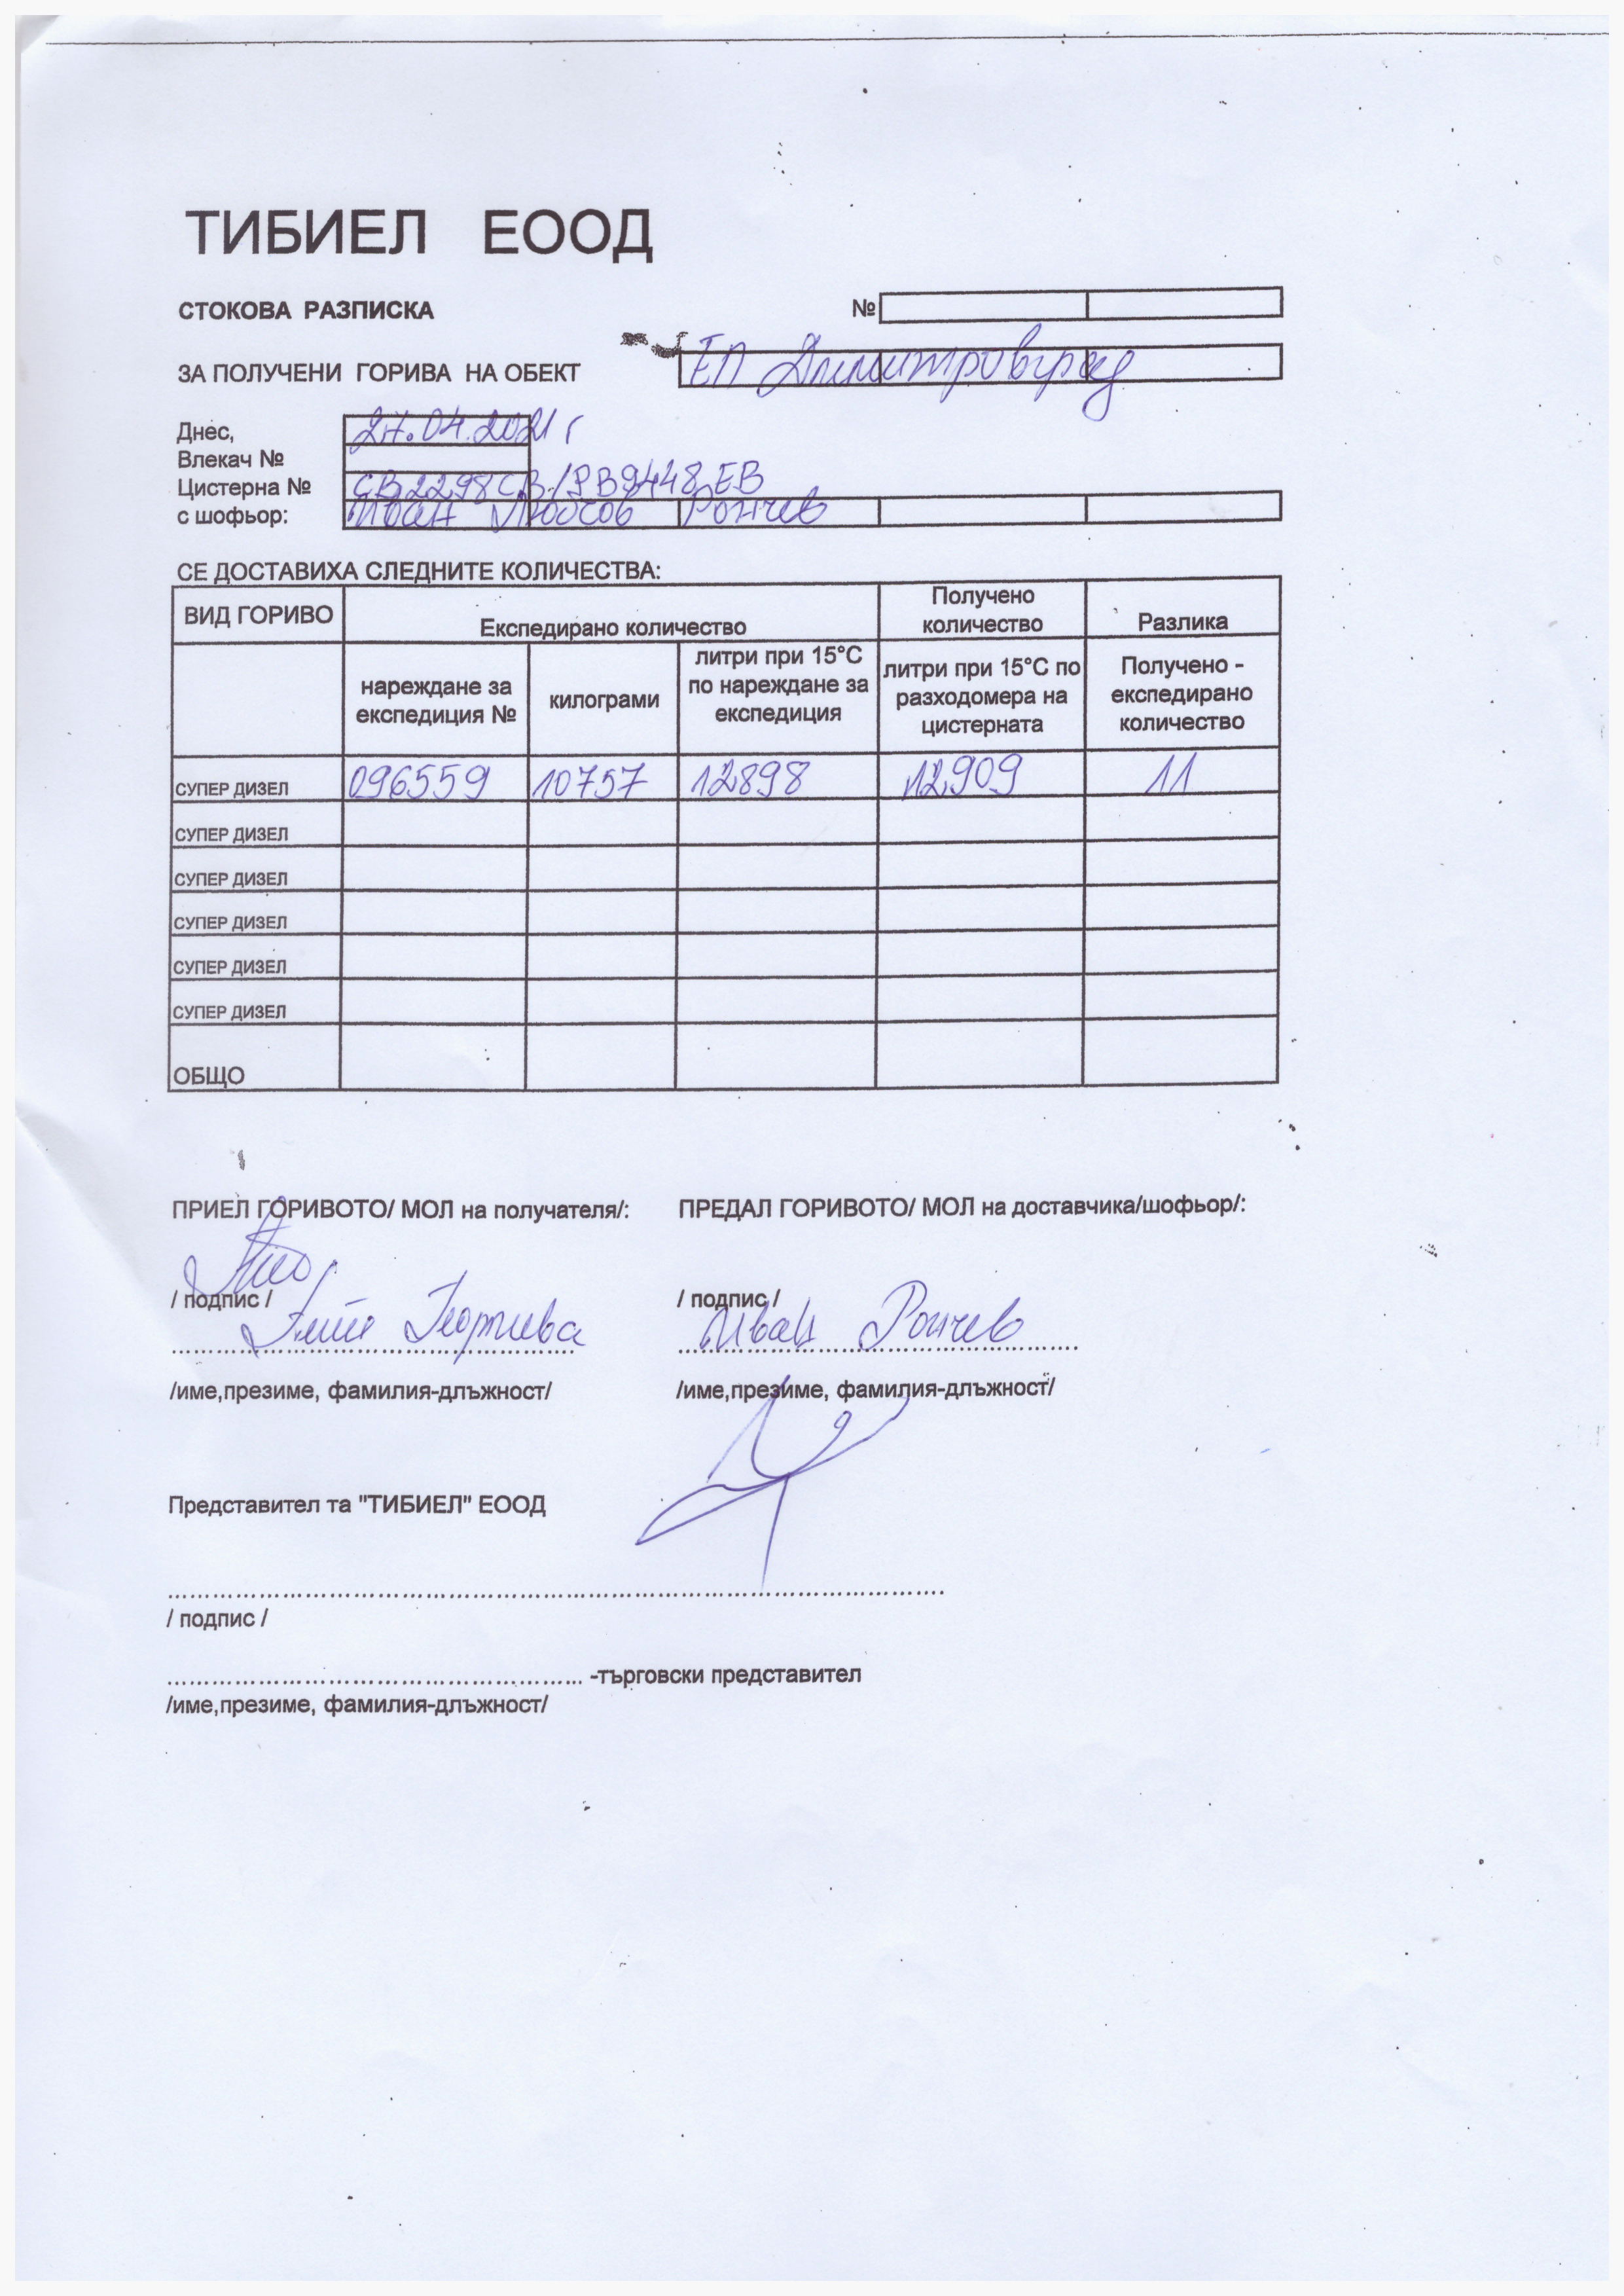 ТИБИЕЛ ЕООД
СТОКОВА РАЗПИСКА №
ЗА ПОЛУЧЕНИ ГОРИВА НА ОБЕКТ ЕП Димитровград
Днес, 27.04.2021 г
Влекач №
Цистерна № СВ2298СВ/РВ9448ЕВ
с шофьор: Иван Рончев
СЕ ДОСТАВИХА СЛЕДНИТЕ КОЛИЧЕСТВА:
ВИД ГОРИВО Експедирано количество Получено количество Разлика
нареждане за експедиция № килограми литри при 15°C по нареждане за експедиция литри при 15°C по разходомера на цистерната Получено - експедирано количество
СУПЕР ДИЗЕЛ 096559 10757 12898 12909 11
СУПЕР ДИЗЕЛ
СУПЕР ДИЗЕЛ
СУПЕР ДИЗЕЛ
СУПЕР ДИЗЕЛ
СУПЕР ДИЗЕЛ
ОБЩО
ПРИЕЛ ГОРИВОТО/ МОЛ на получателя/: ПРЕДАЛ ГОРИВОТО/ МОЛ на доставчика/шофьор/:
/ подпис / / подпис /
Георгиева Иван Рончев
/име,презиме, фамилия-длъжност/ /име,презиме, фамилия-длъжност/
Представител та "ТИБИЕЛ" ЕООД
/ подпис /
-търговски представител
/име,презиме, фамилия-длъжност/